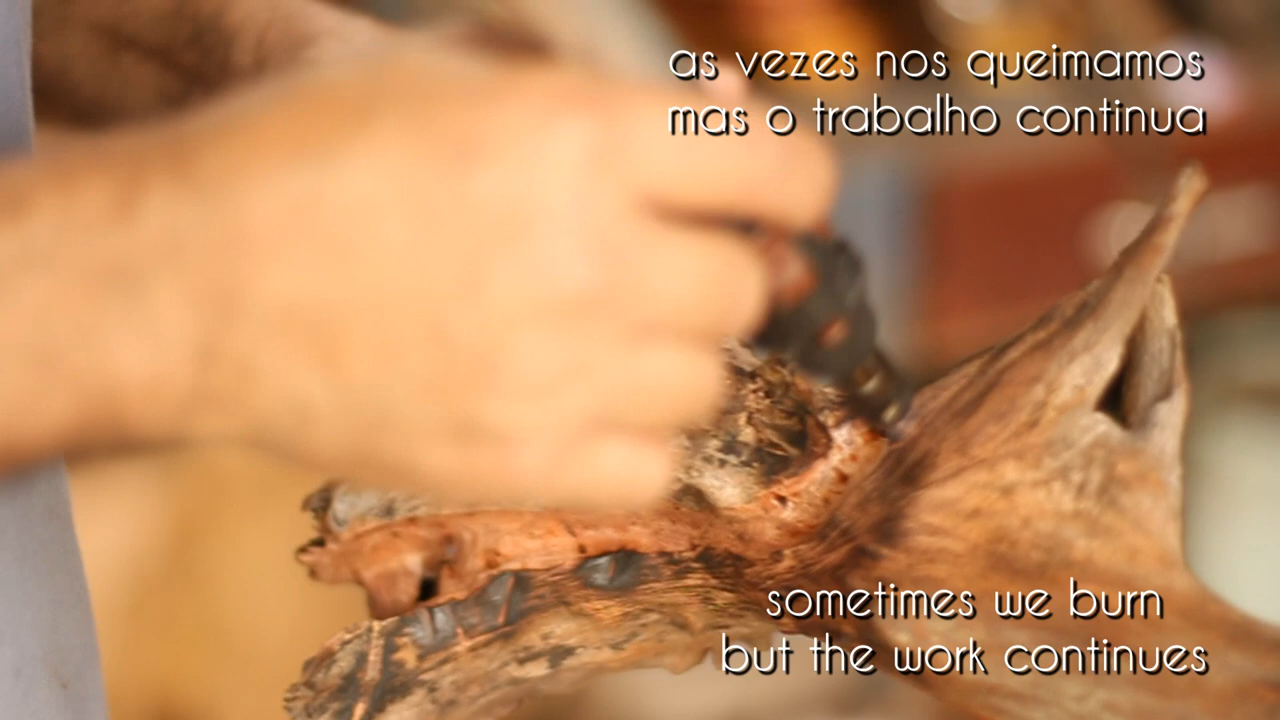 as vezes nos queimamos
mas o trabalho continua
sometimes we burn
but the work continues